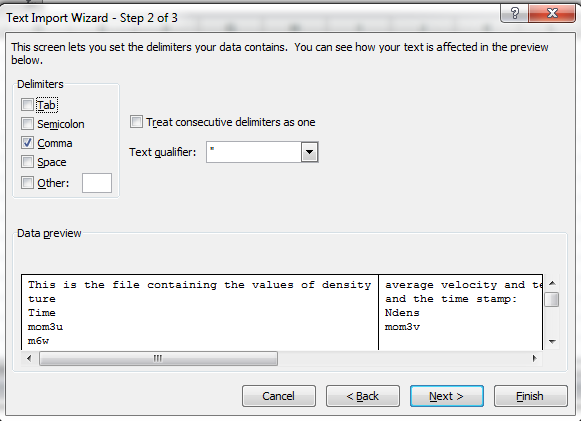 Text Import Wizard - Step 2 of 3
This screen lets you set the delimiters your data contains. You can see how your text is affected in the preview
below.
Delimiters
Tab
Semicolon
Comma
Space
Other:
Treat consecutive delimiters as one
Text qualifier: "
Data preview
This is the file containing the values of density average velocity and te
ture and the time stamp:
Time Ndens
mom3u mom3v
m6w
Cancel < Back Next > Finish